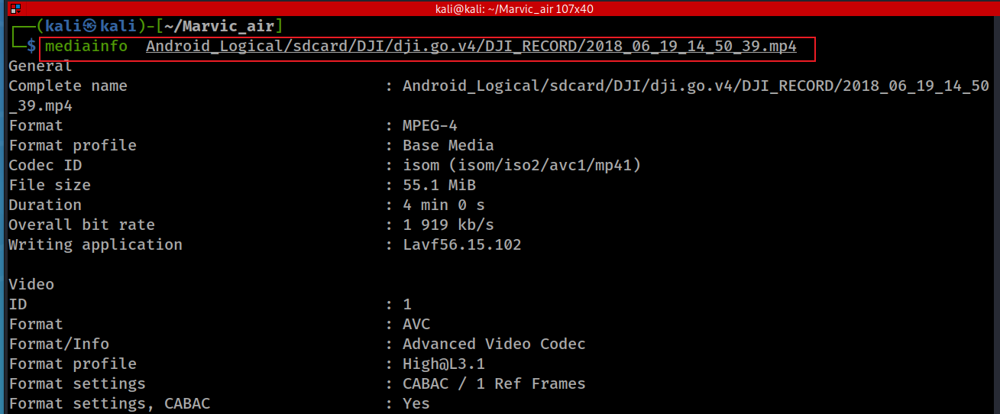 kali@kali: ~/Marvic_air 107x40
┌──(kali㉿kali)-[~/Marvic_air]
└─$ mediainfo  Android_Logical/sdcard/DJI/dji.go.v4/DJI_RECORD/2018_06_19_14_50_39.mp4
General
Complete name                            : Android_Logical/sdcard/DJI/dji.go.v4/DJI_RECORD/2018_06_19_14_50
_39.mp4
Format                                   : MPEG-4
Format profile                           : Base Media
Codec ID                                 : isom (isom/iso2/avc1/mp41)
File size                                : 55.1 MiB
Duration                                 : 4 min 0 s
Overall bit rate                         : 1 919 kb/s
Writing application                      : Lavf56.15.102

Video
ID                                       : 1
Format                                   : AVC
Format/Info                              : Advanced Video Codec
Format profile                           : High@L3.1
Format settings                          : CABAC / 1 Ref Frames
Format settings, CABAC                   : Yes